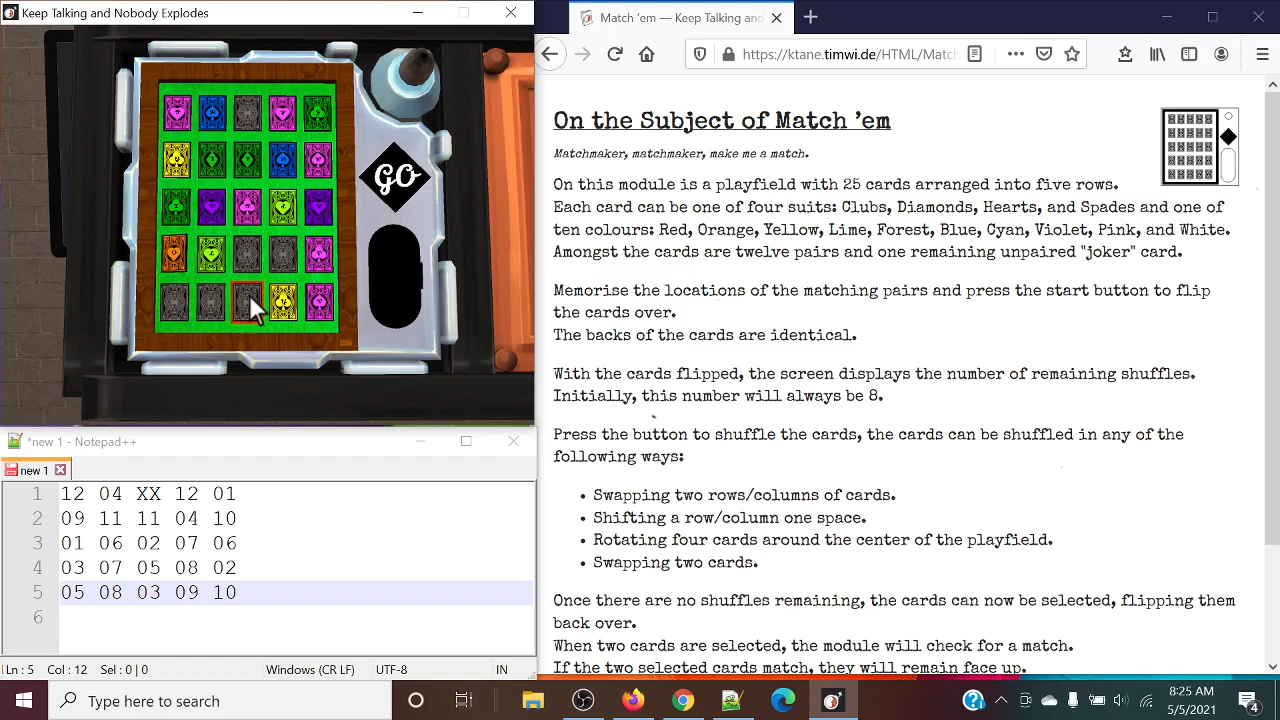 Keep Talking and Nobody Explodes
GO
*new 1 - Notepad++
new 1
1 12 04 XX 12 01
2 09 11 11 04 10
3 01 06 02 07 06
4 03 07 05 08 02
5 05 08 03 09 10
6
Ln : 5 Col : 12 Sel : 0 | 0
Windows (CR LF)
UTF-8
IN
Match 'em — Keep Talking and
https://ktane.timwi.de/HTML/Matc
On the Subject of Match ’em
Matchmaker, matchmaker, make me a match.
On this module is a playfield with 25 cards arranged into five rows.
Each card can be one of four suits: Clubs, Diamonds, Hearts, and Spades and one of
ten colours: Red, Orange, Yellow, Lime, Forest, Blue, Cyan, Violet, Pink, and White.
Amongst the cards are twelve pairs and one remaining unpaired "joker" card.
Memorise the locations of the matching pairs and press the start button to flip
the cards over.
The backs of the cards are identical.
With the cards flipped, the screen displays the number of remaining shuffles.
Initially, this number will always be 8.
Press the button to shuffle the cards, the cards can be shuffled in any of the
following ways:
• Swapping two rows/columns of cards.
• Shifting a row/column one space.
• Rotating four cards around the center of the playfield.
• Swapping two cards.
Once there are no shuffles remaining, the cards can now be selected, flipping them
back over.
When two cards are selected, the module will check for a match.
If the two selected cards match, they will remain face up.
Type here to search
8:25 AM
5/5/2021
4